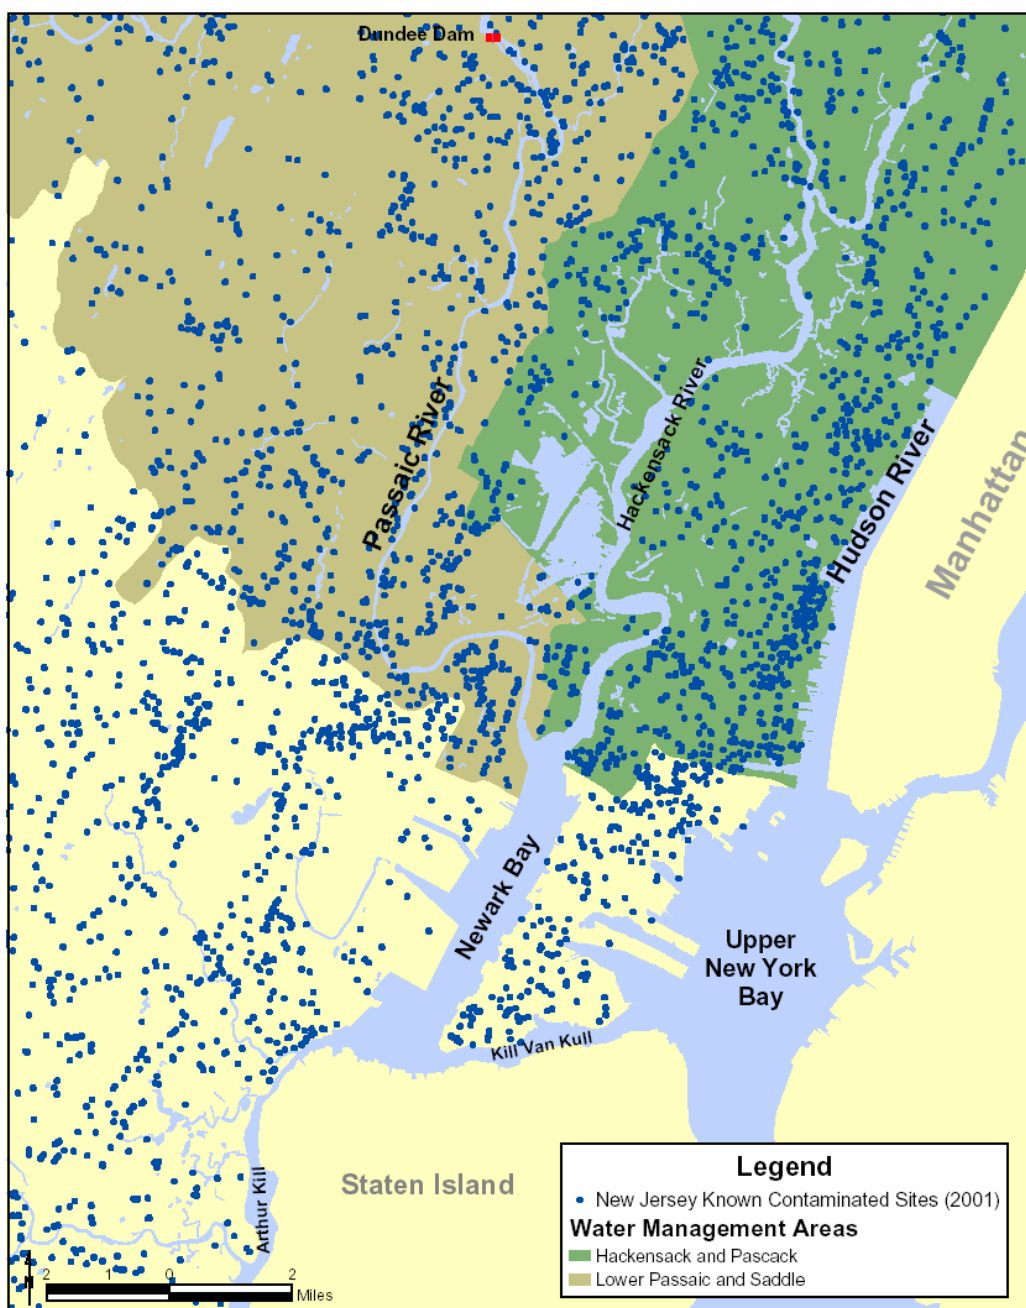 Dundee Dam
Passaic River
Hackensack River
Hudson River
Manhattan
Newark Bay
Upper
New York
Bay
Kill Van Kull
Staten Island
Arthur Kill
Legend
New Jersey Known Contaminated Sites (2001)
Water Management Areas
Hackensack and Pascack
Lower Passaic and Saddle
N
2 1 0 2
Miles